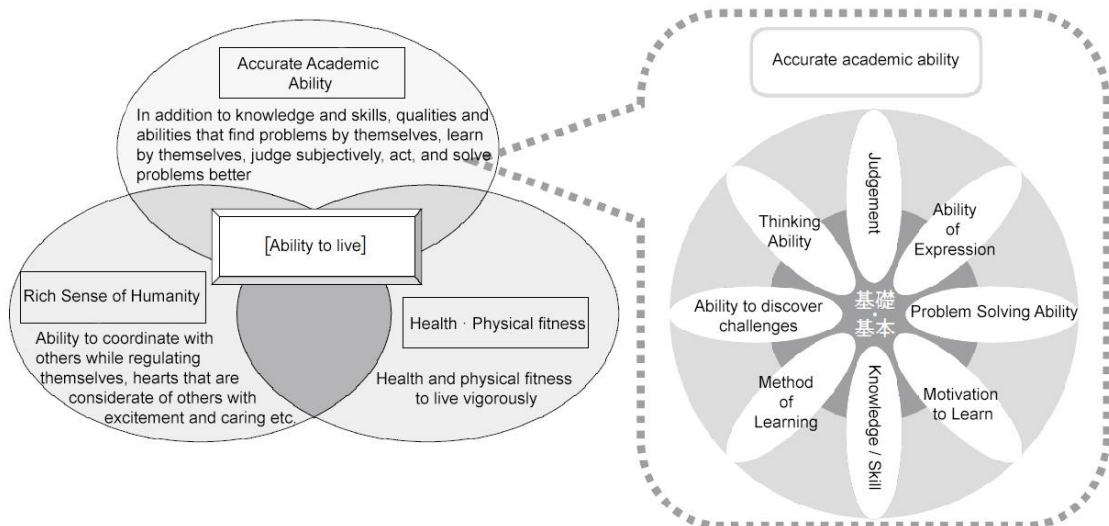 Accurate Academic
Ability
In addition to knowledge and skills, qualities and
abilities that find problems by themselves, learn
by themselves, judge subjectively, act, and solve
problems better
[Ability to live]
Rich Sense of Humanity
Ability to coordinate with
others while regulating
themselves, hearts that are
considerate of others with
excitement and caring etc.
Health · Physical fitness
Health and physical fitness
to live vigorously
Accurate academic ability
Judgement
Thinking
Ability
Ability
of
Expression
Ability to discover
challenges
基礎
・
基本
Problem Solving Ability
Method
of
Learning
Knowledge / Skill
Motivation
to Learn